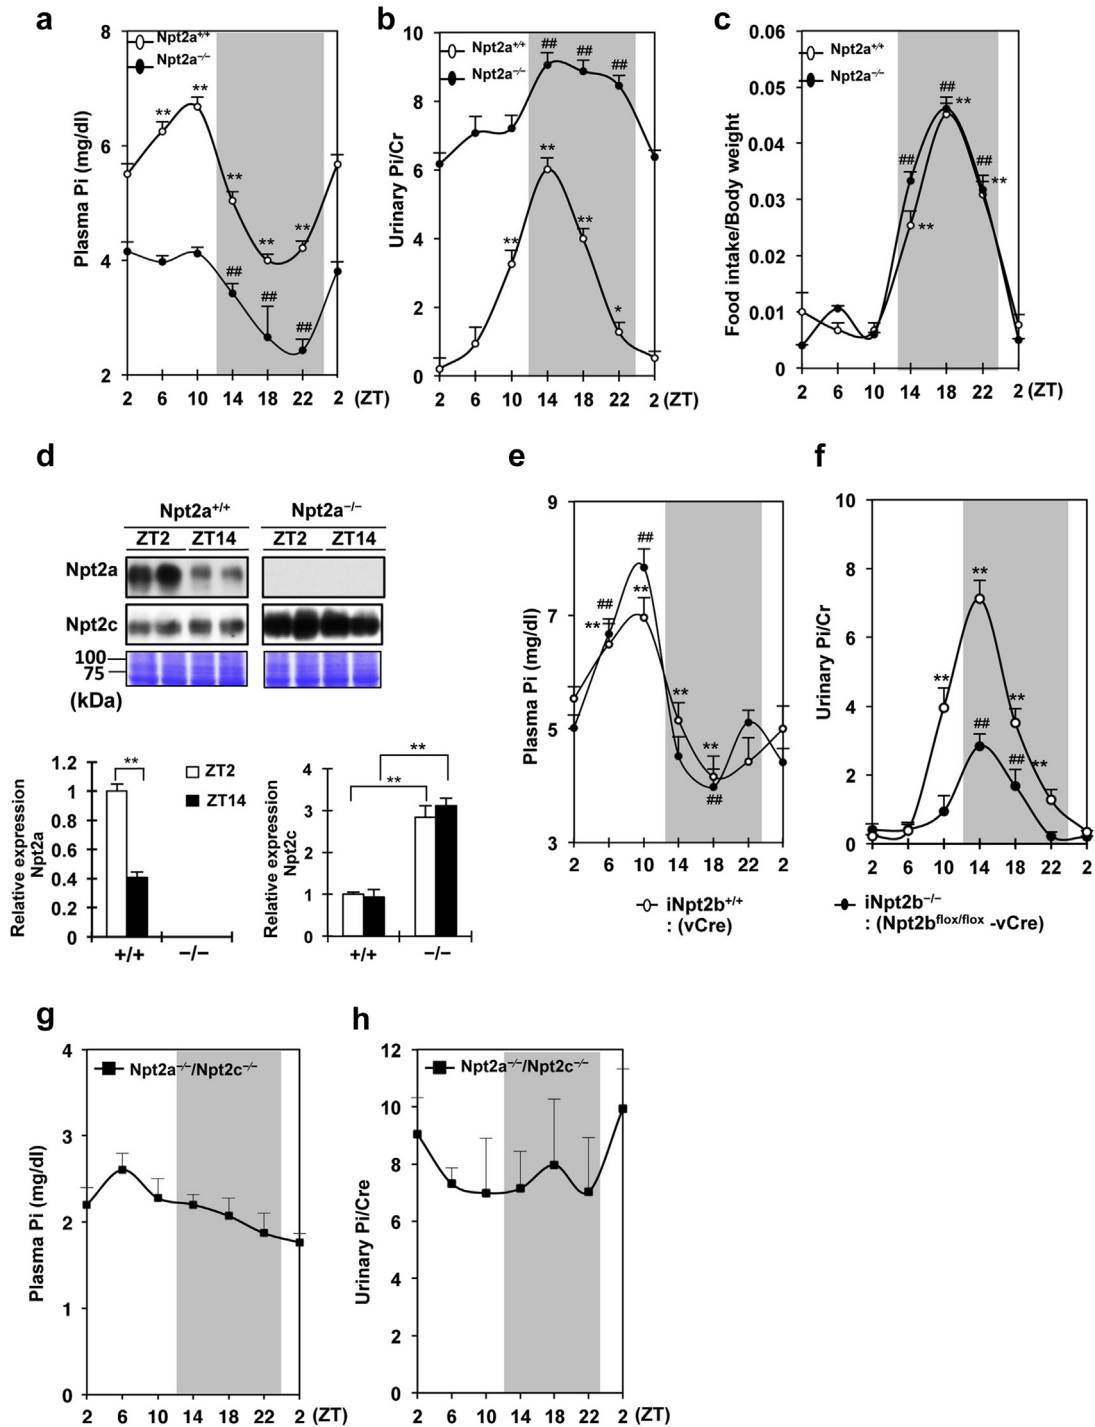 a
8
6
4
2
Plasma Pi (mg/dl)
Npt2a+/+
Npt2a−/−
**
**
**
**
**
##
##
##
2 6 10 14 18 22 2 (ZT)
b
10
8
6
4
2
0
Urinary Pi/Cr
Npt2a+/+
Npt2a−/−
##
##
##
**
**
**
*
2 6 10 14 18 22 2 (ZT)
c
0.06
0.05
0.04
0.03
0.02
0.01
0
Food intake/Body weight
Npt2a+/+
Npt2a−/−
##
**
##
##
**
**
2 6 10 14 18 22 2 (ZT)
d
Npt2a+/+ Npt2a−/−
ZT2 ZT14 ZT2 ZT14
Npt2a
Npt2c
100
75
(kDa)
1.2
1
0.8
0.6
0.4
0.2
0
Relative expression
Npt2a
**
ZT2
ZT14
+/+ −/−
4
3
2
1
0
Relative expression
Npt2c
**
**
+/+ −/−
e
9
7
5
3
Plasma Pi (mg/dl)
##
##
**
**
**
**
##
2 6 10 14 18 22 2
iNpt2b+/+
: (vCre)
f
10
8
6
4
2
0
Urinary Pi/Cr
**
**
**
##
##
**
2 6 10 14 18 22 2
iNpt2b−/−
: (Npt2bflox/flox -vCre)
g
4
3
2
1
0
Plasma Pi (mg/dl)
Npt2a−/−/Npt2c−/−
2 6 10 14 18 22 2 (ZT)
h
12
10
8
6
4
2
0
Urinary Pi/Cre
Npt2a−/−/Npt2c−/−
2 6 10 14 18 22 2 (ZT)